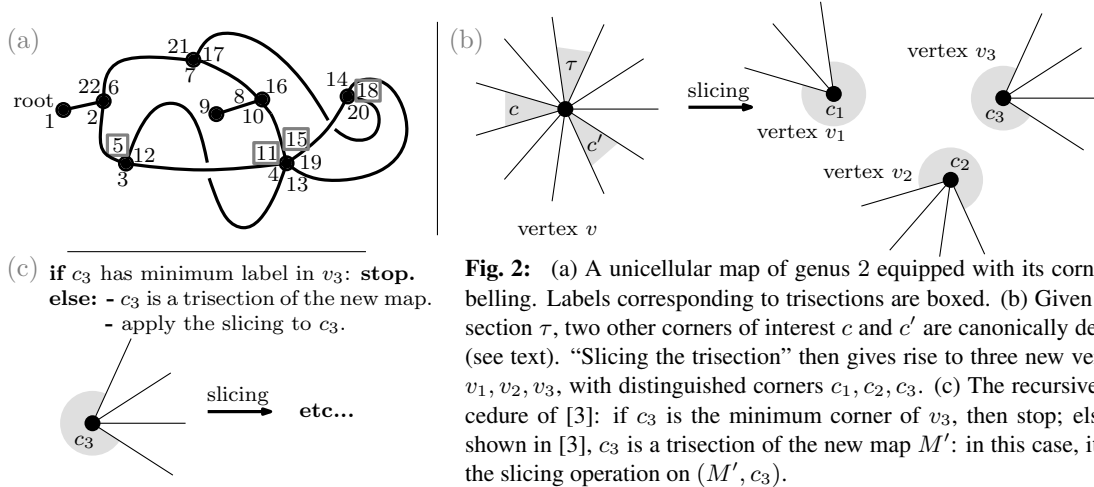 (a)
21
17
7
22
6
root
1
2
16
8
9
10
14
18
20
5
12
3
15
11
19
4
13
(b)
τ
c
c′
vertex v
slicing
c1
vertex v1
vertex v3
c3
c2
vertex v2
(c)
if c3 has minimum label in v3: stop.
else: - c3 is a trisection of the new map.
- apply the slicing to c3.
c3
slicing
etc...
Fig. 2: (a) A unicellular map of genus 2 equipped with its corn
belling. Labels corresponding to trisections are boxed. (b) Given
section τ, two other corners of interest c and c′ are canonically de
(see text). “Slicing the trisection” then gives rise to three new ve
v1, v2, v3, with distinguished corners c1, c2, c3. (c) The recursive
cedure of [3]: if c3 is the minimum corner of v3, then stop; els
shown in [3], c3 is a trisection of the new map M′: in this case, it
the slicing operation on (M′, c3).